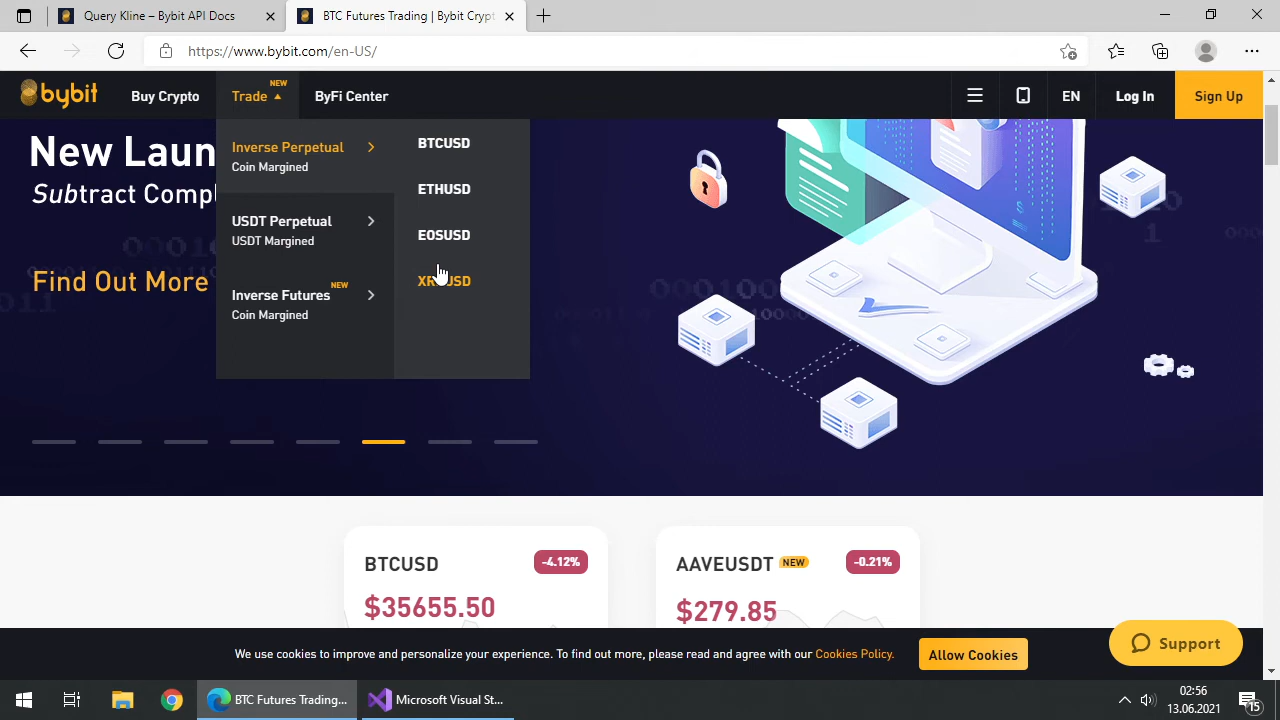 Query Kline – Bybit API Docs
BTC Futures Trading | Bybit Crypt
https://www.bybit.com/en-US/
bybit
Buy Crypto
Trade
NEW
ByFi Center
EN
Log In
Sign Up
Inverse Perpetual
Coin Margined
USDT Perpetual
USDT Margined
Inverse Futures
NEW
Coin Margined
BTCUSD
ETHUSD
EOSUSD
New Laun
Subtract Compl
Find Out More
BTCUSD
-4.12%
$35655.50
AAVEUSDT NEW
-0.21%
$279.85
We use cookies to improve and personalize your experience. To find out more, please read and agree with our Cookies Policy.
Allow Cookies
Support
BTC Futures Trading...
Microsoft Visual St...
02:56
13.06.2021
15